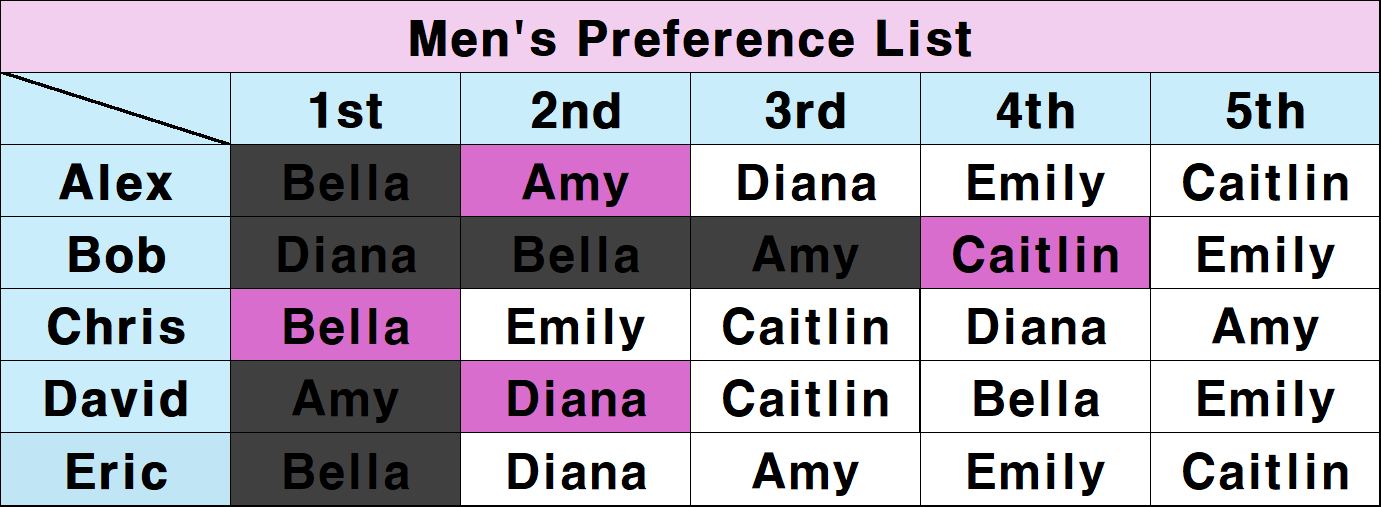 Men's Preference List
1st 2nd 3rd 4th 5th
Alex Bella Amy Diana Emily Caitlin
Bob Diana Bella Amy Caitlin Emily
Chris Bella Emily Caitlin Diana Amy
David Amy Diana Caitlin Bella Emily
Eric Bella Diana Amy Emily Caitlin